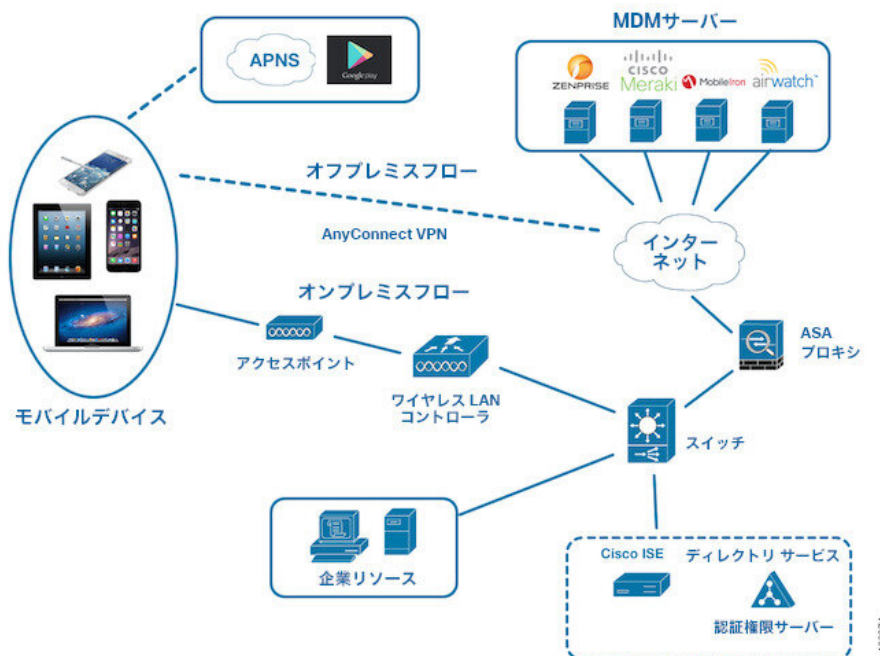 MDMサーバー
APNS
Google play
ZENPRISE
CISCO
Meraki
MobileIron
airwatch™
オフプレミスフロー
AnyConnect VPN
インター
ネット
オンプレミスフロー
アクセスポイント
ASA
プロキシ
ワイヤレス LAN
コントローラ
モバイルデバイス
スイッチ
企業リソース
Cisco ISE
ディレクトリ サービス
認証権限サーバー